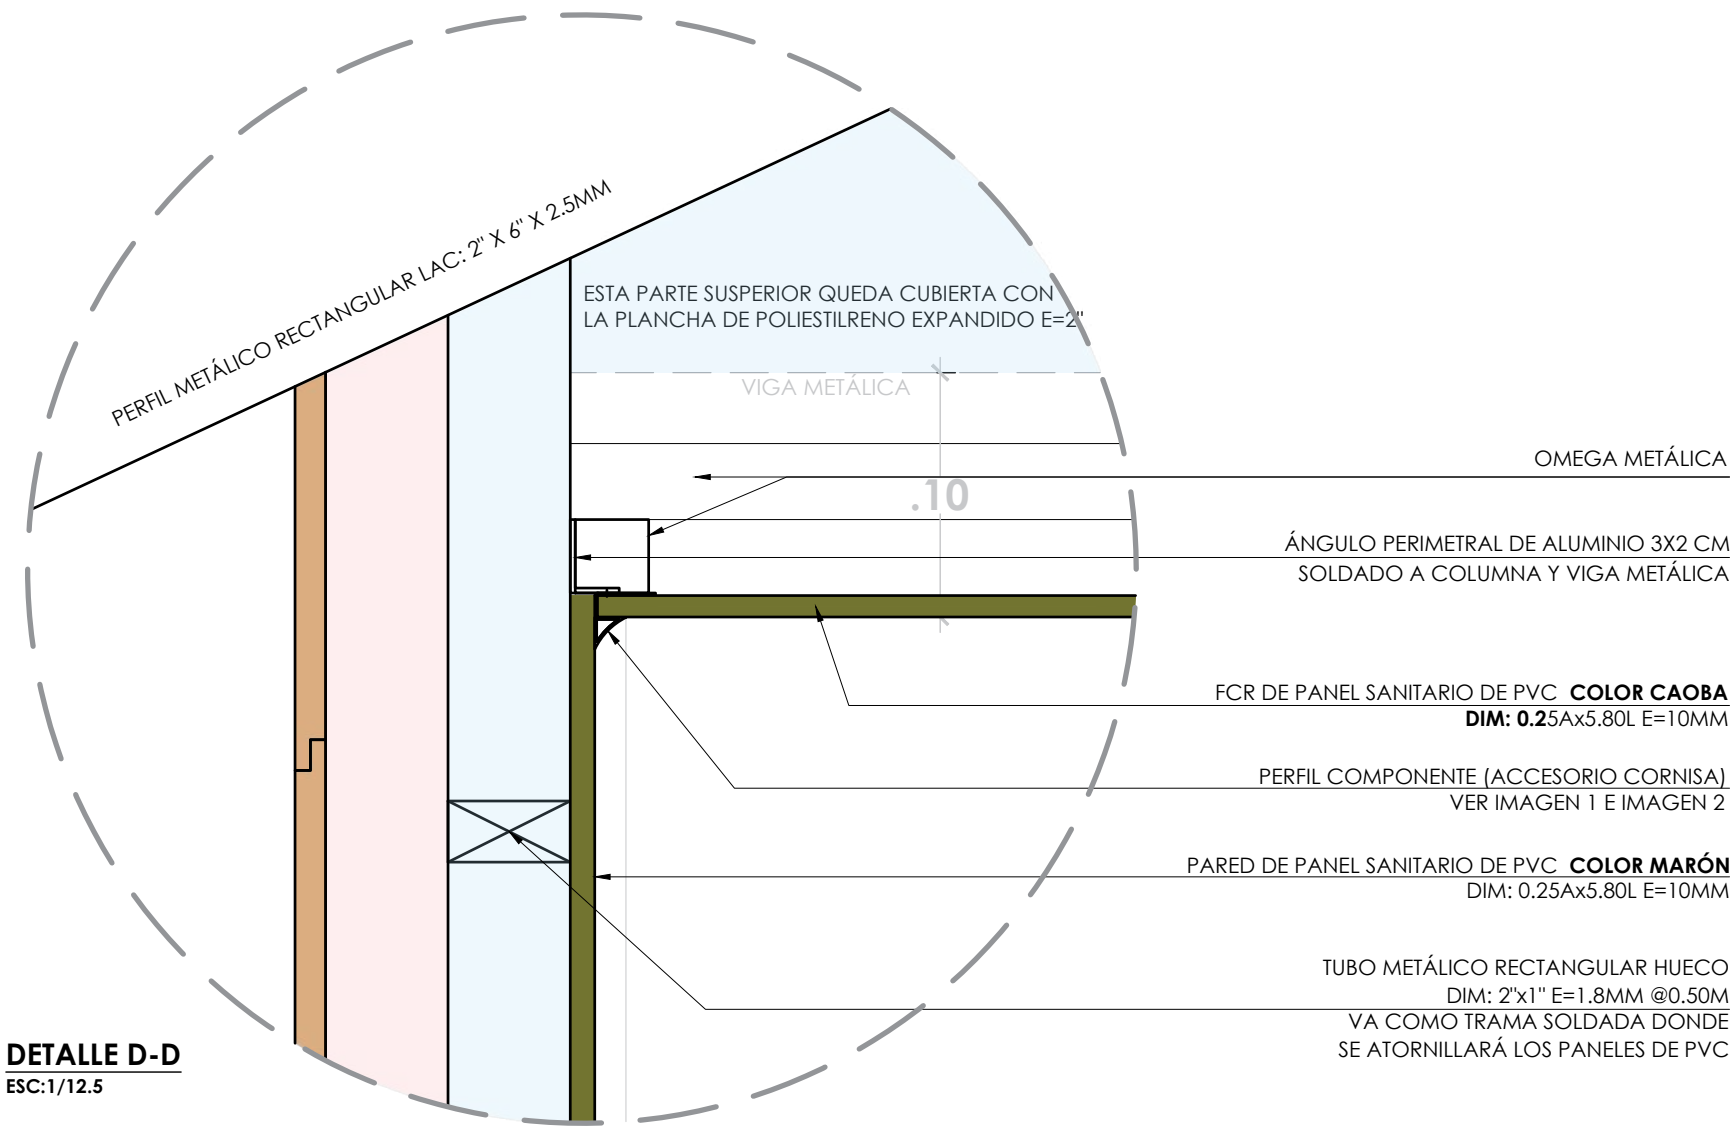 PERFIL METÁLICO RECTANGULAR LAC: 2" X 6" X 2.5MM
ESTA PARTE SUSPERIOR QUEDA CUBIERTA CON
LA PLANCHA DE POLIESTILRENO EXPANDIDO E=2"
VIGA METÁLICA
.10
OMEGA METÁLICA
ÁNGULO PERIMETRAL DE ALUMINIO 3X2 CM
SOLDADO A COLUMNA Y VIGA METÁLICA
FCR DE PANEL SANITARIO DE PVC COLOR CAOBA
DIM: 0.25Ax5.80L E=10MM
PERFIL COMPONENTE (ACCESORIO CORNISA)
VER IMAGEN 1 E IMAGEN 2
PARED DE PANEL SANITARIO DE PVC COLOR MARÓN
DIM: 0.25Ax5.80L E=10MM
TUBO METÁLICO RECTANGULAR HUECO
DIM: 2"x1" E=1.8MM @0.50M
VA COMO TRAMA SOLDADA DONDE
SE ATORNILLARÁ LOS PANELES DE PVC
DETALLE D-D
ESC:1/12.5